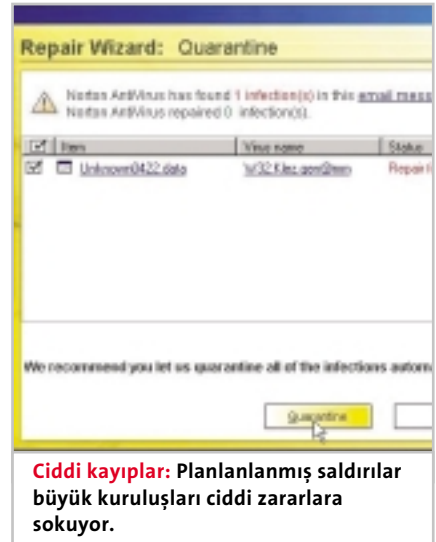 Repair Wizard: Quarantine
Norton AntiVirus has found 1 infection(s) in this email mess
Norton AntiVirus repaired 0 infection(s).
Item Virus name Status
Unknown0422.data W32.Klez.gen@mm Repair f
We recommend you let us quarantine all of the infections autom
Quarantine
Ciddi kayıplar: Planlanlanmış saldırılar
büyük kuruluşları ciddi zararlara
sokuyor.